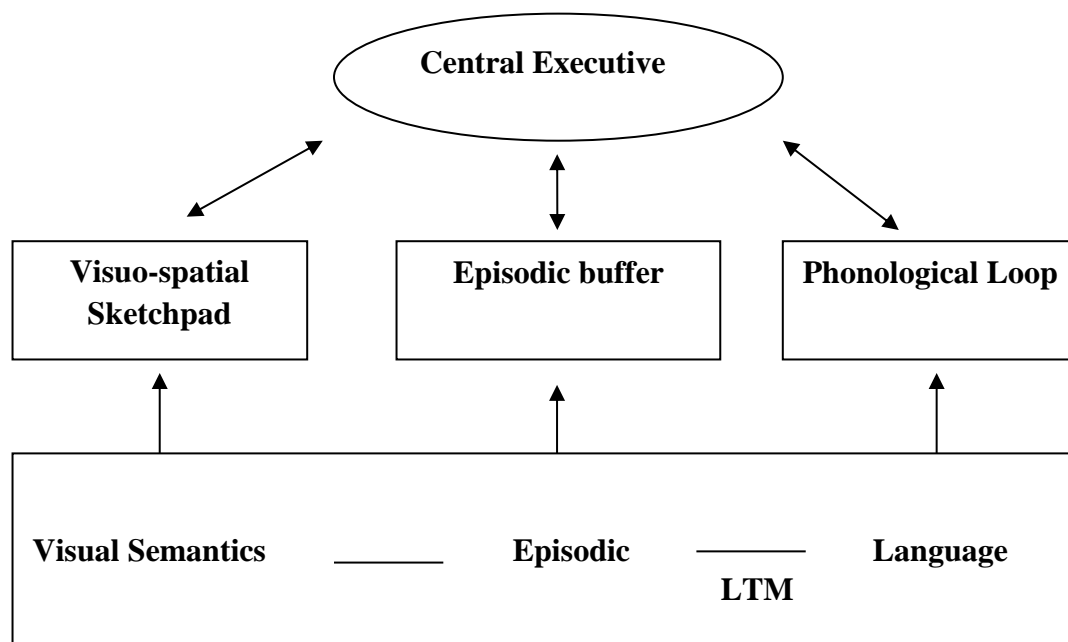 Central Executive
Visuo-spatial
Sketchpad
Episodic buffer
Phonological Loop
Visual Semantics
Episodic
Language
LTM